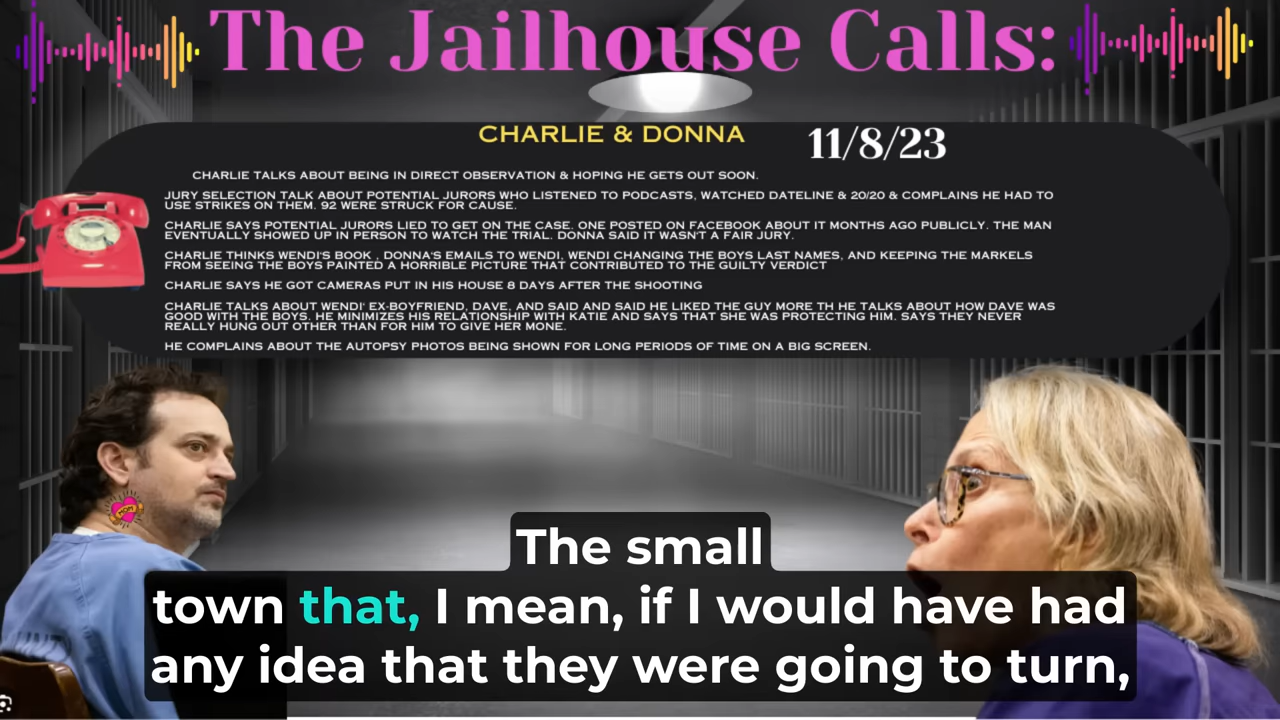 The Jailhouse Calls:
CHARLIE & DONNA
11/8/23
CHARLIE TALKS ABOUT BEING IN DIRECT OBSERVATION & HOPING HE GETS OUT SOON.
JURY SELECTION TALK ABOUT POTENTIAL JURORS WHO LISTENED TO PODCASTS, WATCHED DATELINE & 20/20 & COMPLAINS HE HAD TO
USE STRIKES ON THEM. 92 WERE STRUCK FOR CAUSE.
CHARLIE SAYS POTENTIAL JURORS LIED TO GET ON THE CASE. ONE POSTED ON FACEBOOK ABOUT IT MONTHS AGO PUBLICLY. THE MAN
EVENTUALLY SHOWED UP IN PERSON TO WATCH THE TRIAL. DONNA SAID IT WASN'T A FAIR JURY.
CHARLIE THINKS WENDI'S BOOK , DONNA'S EMAILS TO WENDI, WENDI CHANGING THE BOYS LAST NAMES, AND KEEPING THE MARKELS
FROM SEEING THE BOYS PAINTED A HORRIBLE PICTURE THAT CONTRIBUTED TO THE GUILTY VERDICT
CHARLIE SAYS HE GOT CAMERAS PUT IN HIS HOUSE 8 DAYS AFTER THE SHOOTING
CHARLIE TALKS ABOUT WENDI' EX-BOYFRIEND, DAVE, AND SAID AND SAID HE LIKED THE GUY MORE TH HE TALKS ABOUT HOW DAVE WAS
GOOD WITH THE BOYS. HE MINIMIZES HIS RELATIONSHIP WITH KATIE AND SAYS THAT SHE WAS PROTECTING HIM. SAYS THEY NEVER
REALLY HUNG OUT OTHER THAN FOR HIM TO GIVE HER MONE.
HE COMPLAINS ABOUT THE AUTOPSY PHOTOS BEING SHOWN FOR LONG PERIODS OF TIME ON A BIG SCREEN.
MOM
The small
town that, I mean, if I would have had
any idea that they were going to turn,